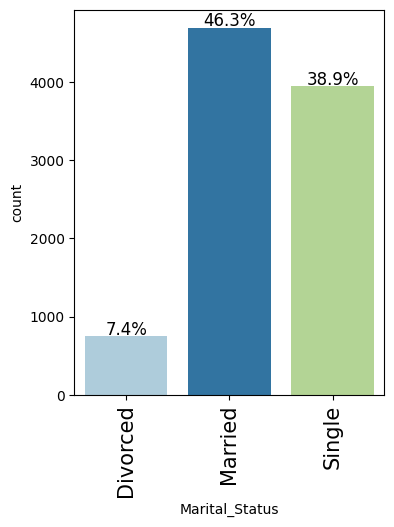 46.3%
38.9%
7.4%
4000
3000
2000
1000
0
count
Divorced
Married
Single
Marital_Status